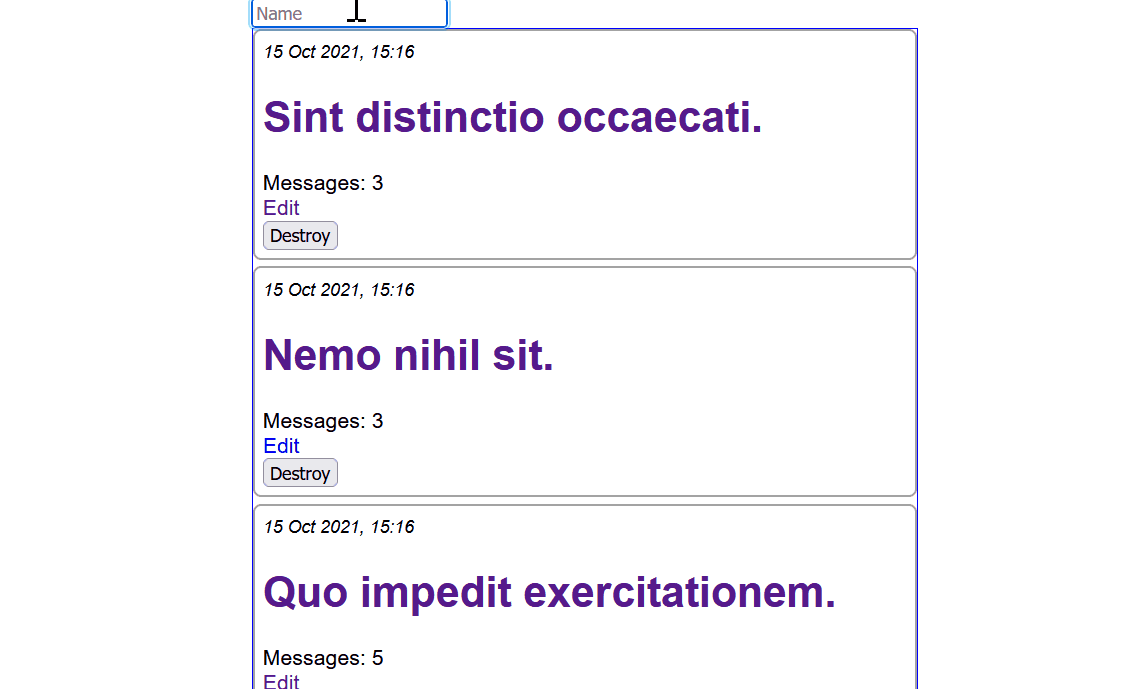 Name
15 Oct 2021, 15:16
Sint distinctio occaecati.
Messages: 3
Edit
Destroy
15 Oct 2021, 15:16
Nemo nihil sit.
Messages: 3
Edit
Destroy
15 Oct 2021, 15:16
Quo impedit exercitationem.
Messages: 5
Edit